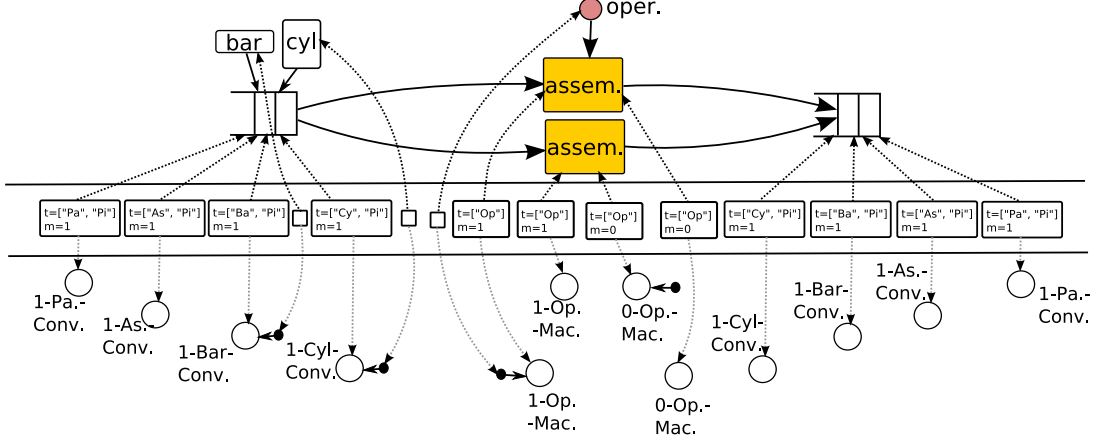 oper.
bar
cyl
assem.
assem.
t=["Pa", "Pi"]
m=1
t=["As", "Pi"]
m=1
t=["Ba", "Pi"]
m=1
t=["Cy", "Pi"]
m=1
t=["Op"]
m=1
t=["Op"]
m=1
t=["Op"]
m=0
t=["Op"]
m=0
t=["Cy", "Pi"]
m=1
t=["Ba", "Pi"]
m=1
t=["As", "Pi"]
m=1
t=["Pa", "Pi"]
m=1
1-Pa.-
Conv.
1-As.-
Conv.
1-Bar-
Conv.
1-Cyl-
Conv.
1-Op.
-Mac.
1-Op.
-Mac.
0-Op.-
Mac.
0-Op.-
Mac.
1-Cyl-
Conv.
1-Bar-
Conv.
1-As.-
Conv.
1-Pa.-
Conv.